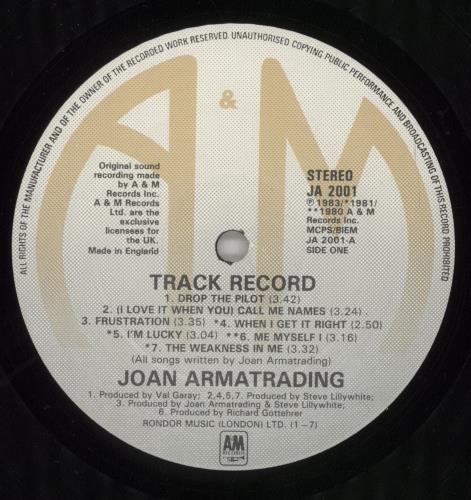 ALL RIGHTS OF THE MANUFACTURER AND OF THE OWNER OF THE RECORDED WORK RESERVED. UNAUTHORISED COPYING PUBLIC PERFORMANCE AND BROADCASTING OF THIS RECORD PROHIBITED
A & M
Original sound
recording made
by A & M
Records Inc.
A & M Records
Ltd. are the
exclusive
licensees for
the UK.
Made in England
STEREO
JA 2001
℗ 1983/*1981/
**1980 A & M
Records Inc.
MCPS/BIEM
JA 2001-A
SIDE ONE
TRACK RECORD
1. DROP THE PILOT (3.42)
2. (I LOVE IT WHEN YOU) CALL ME NAMES (3.24) .
3. FRUSTRATION (3.35) *4. WHEN I GET IT RIGHT (2.50)
*5. I'M LUCKY (3.04) **6. ME MYSELF I (3.16)
*7. THE WEAKNESS IN ME (3.32)
(All songs written by Joan Armatrading)
JOAN ARMATRADING
1. Produced by Val Garay; 2,4,5,7. Produced by Steve Lillywhite;
3. Produced by Joan Armatrading & Steve Lillywhite;
6. Produced by Richard Gottehrer
RONDOR MUSIC (LONDON) LTD. (1–7)
AM
RECORDS